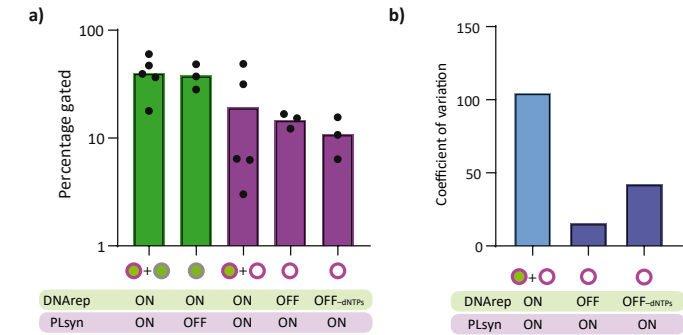 a)
100
10
1
Percentage gated
+
+
DNArep ON ON ON OFF OFF-dNTPs
PLsyn ON OFF ON ON ON
b)
150
100
50
0
Coefficient of variation
+
DNArep ON OFF OFF-dNTPs
PLsyn ON ON ON